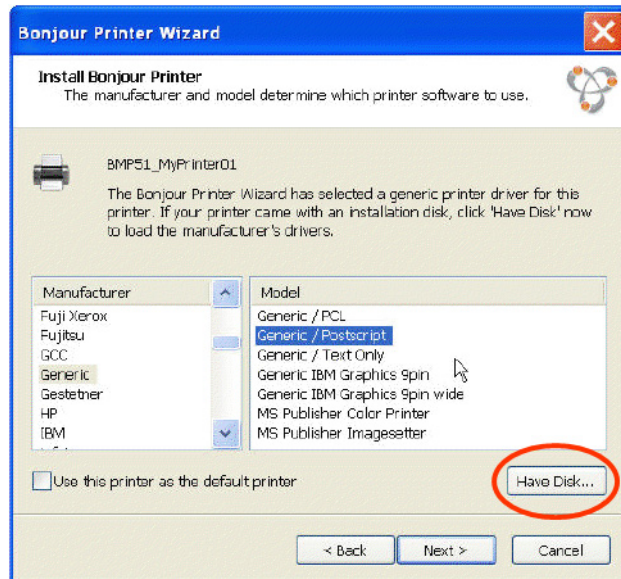 Bonjour Printer Wizard
Install Bonjour Printer
The manufacturer and model determine which printer software to use.
BMP51_MyPrinter01
The Bonjour Printer Wizard has selected a generic printer driver for this
printer. If your printer came with an installation disk, click 'Have Disk' now
to load the manufacturer's drivers.
Manufacturer
Fuji Xerox
Fujitsu
GCC
Generic
Gestetner
HP
IBM
Model
Generic / PCL
Generic / Postscript
Generic / Text Only
Generic IBM Graphics 9pin
Generic IBM Graphics 9pin wide
MS Publisher Color Printer
MS Publisher Imagesetter
Use this printer as the default printer
Have Disk...
< Back
Next >
Cancel